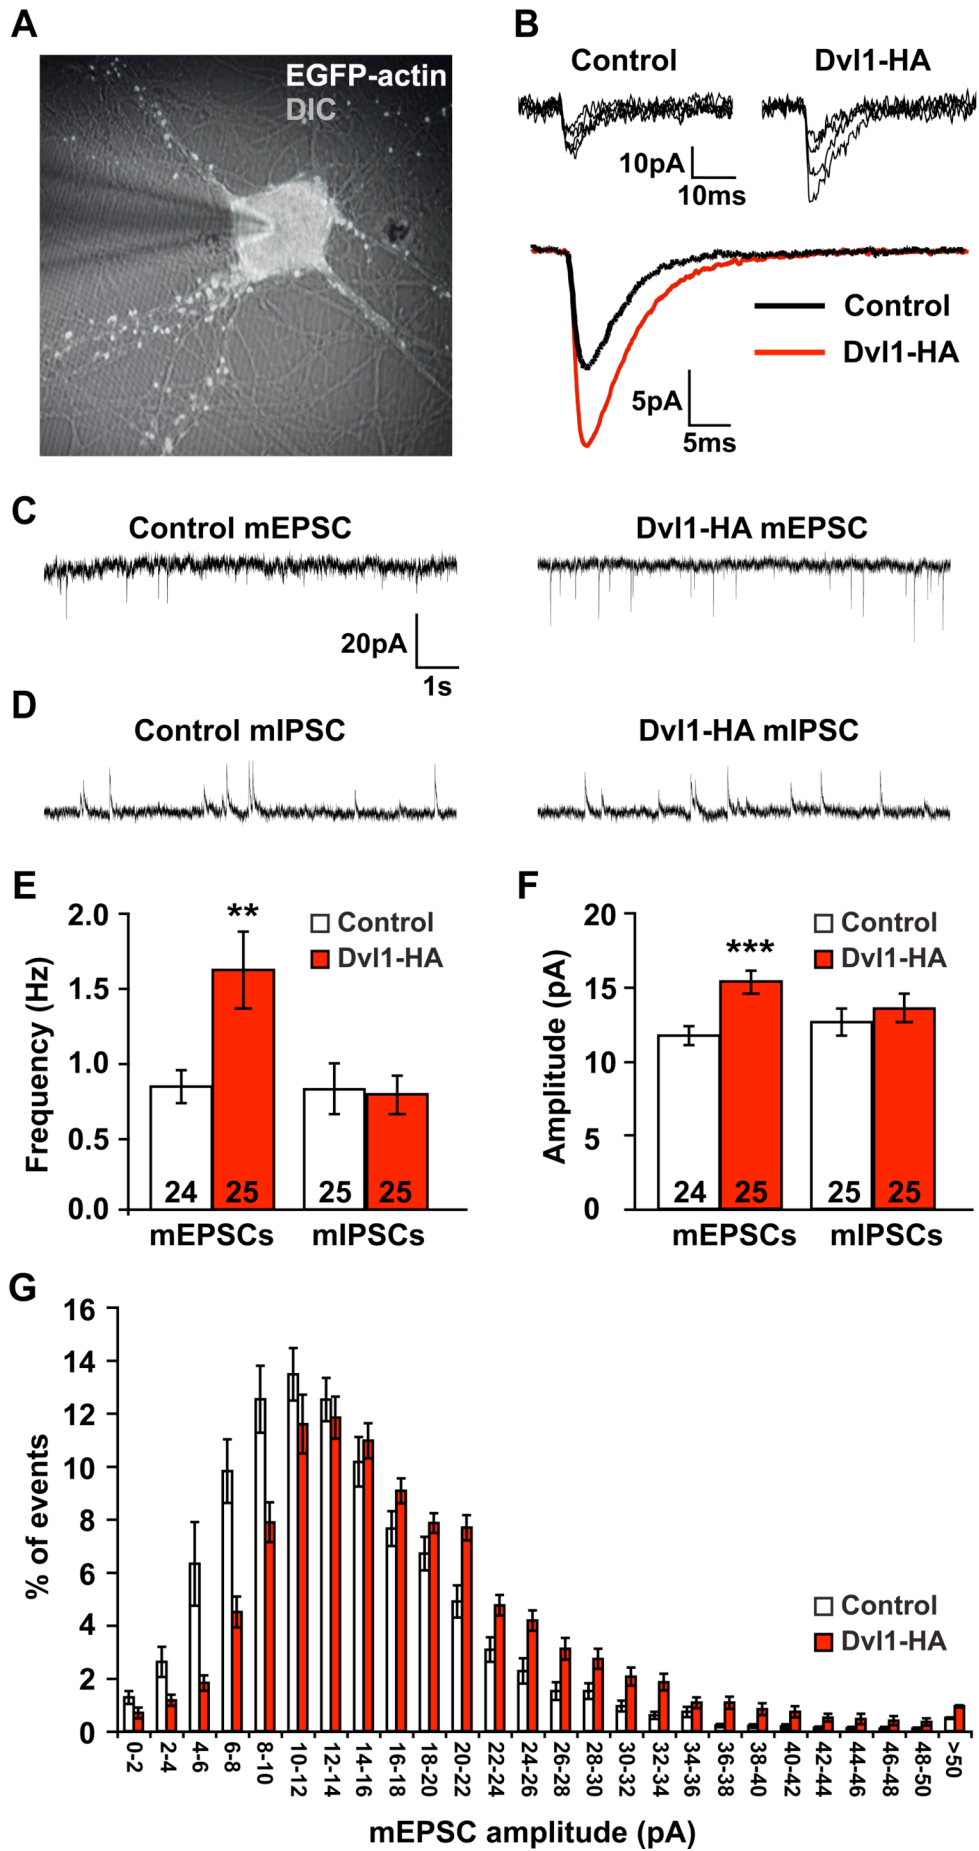 A
EGFP-actin
DIC
B
Control Dvl1-HA
10pA
10ms
Control
Dvl1-HA
5pA
5ms
C
Control mEPSC Dvl1-HA mEPSC
20pA
1s
D
Control mIPSC Dvl1-HA mIPSC
E
Frequency (Hz)
2.0
1.5
1.0
0.5
0.0
**
Control
Dvl1-HA
24 25 25 25
mEPSCs mIPSCs
F
Amplitude (pA)
20
15
10
5
0
***
Control
Dvl1-HA
24 25 25 25
mEPSCs mIPSCs
G
% of events
16
14
12
10
8
6
4
2
0
Control
Dvl1-HA
0-2 2-4 4-6 6-8 8-10 10-12 12-14 14-16 16-18 18-20 20-22 22-24 24-26 26-28 28-30 30-32 32-34 34-36 36-38 38-40 40-42 42-44 44-46 46-48 48-50 >50
mEPSC amplitude (pA)